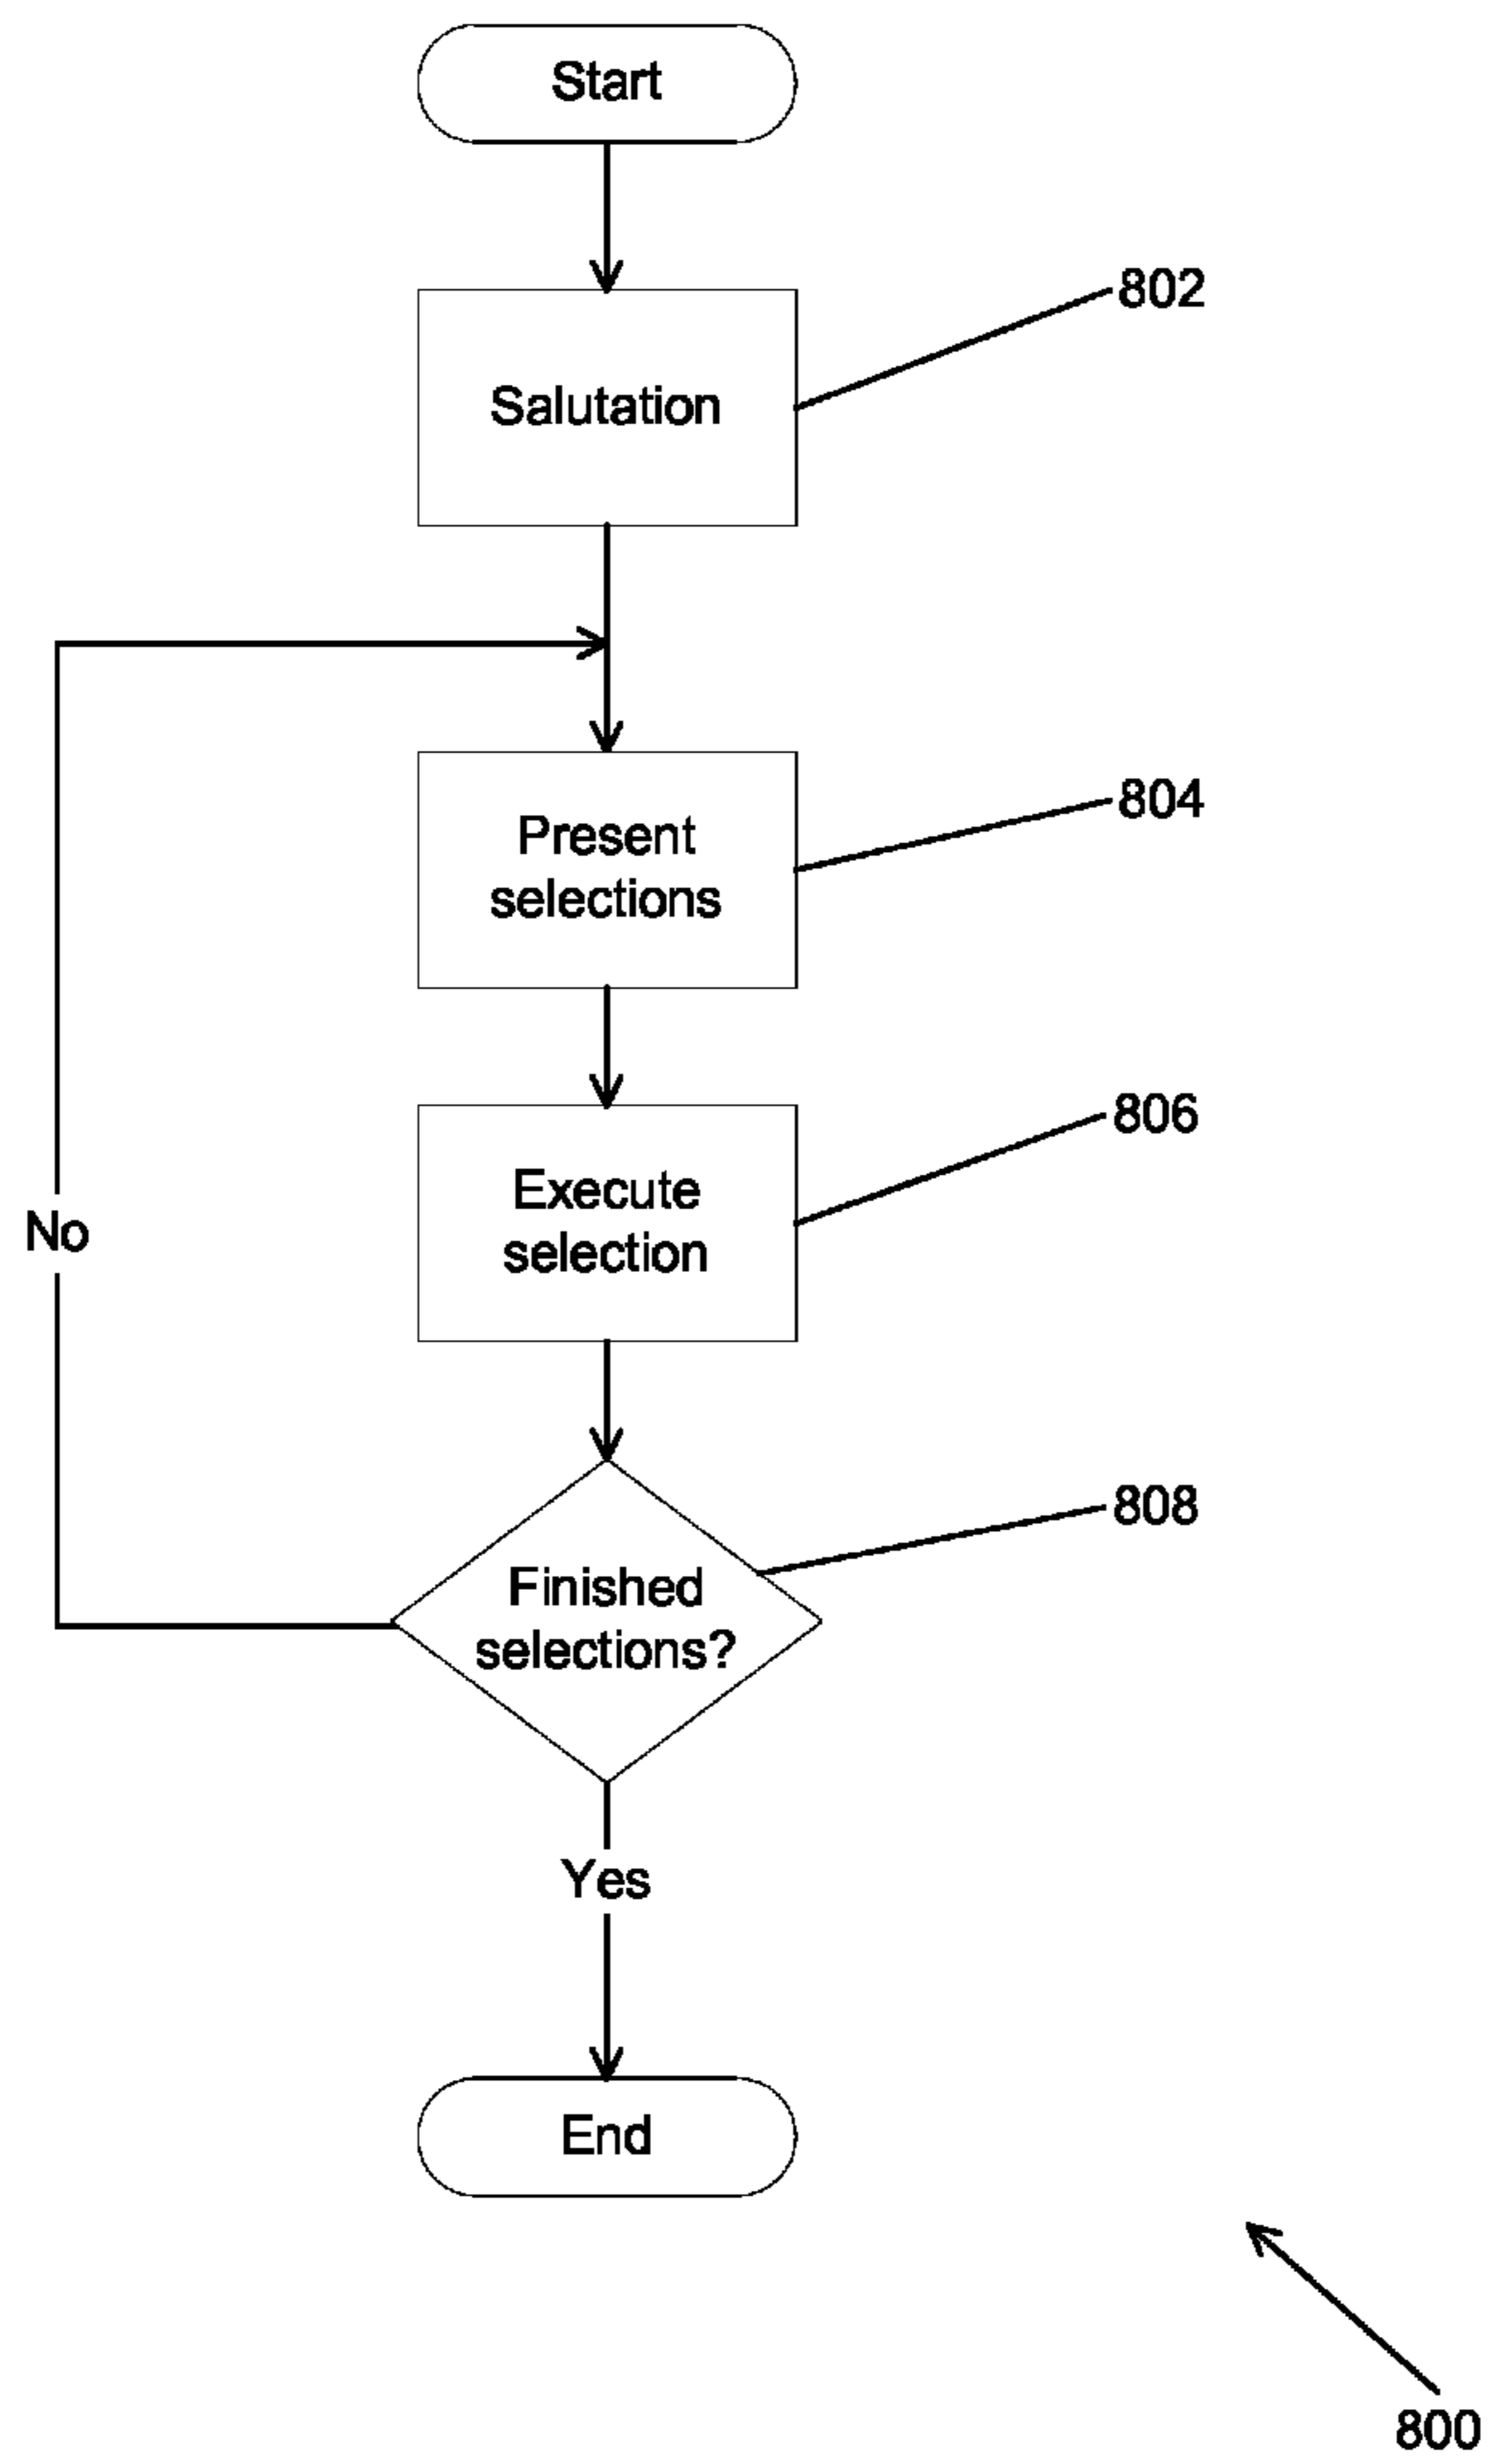 Start
802
Salutation
804
Present
selections
806
Execute
selection
No
808
Finished
selections?
Yes
End
800